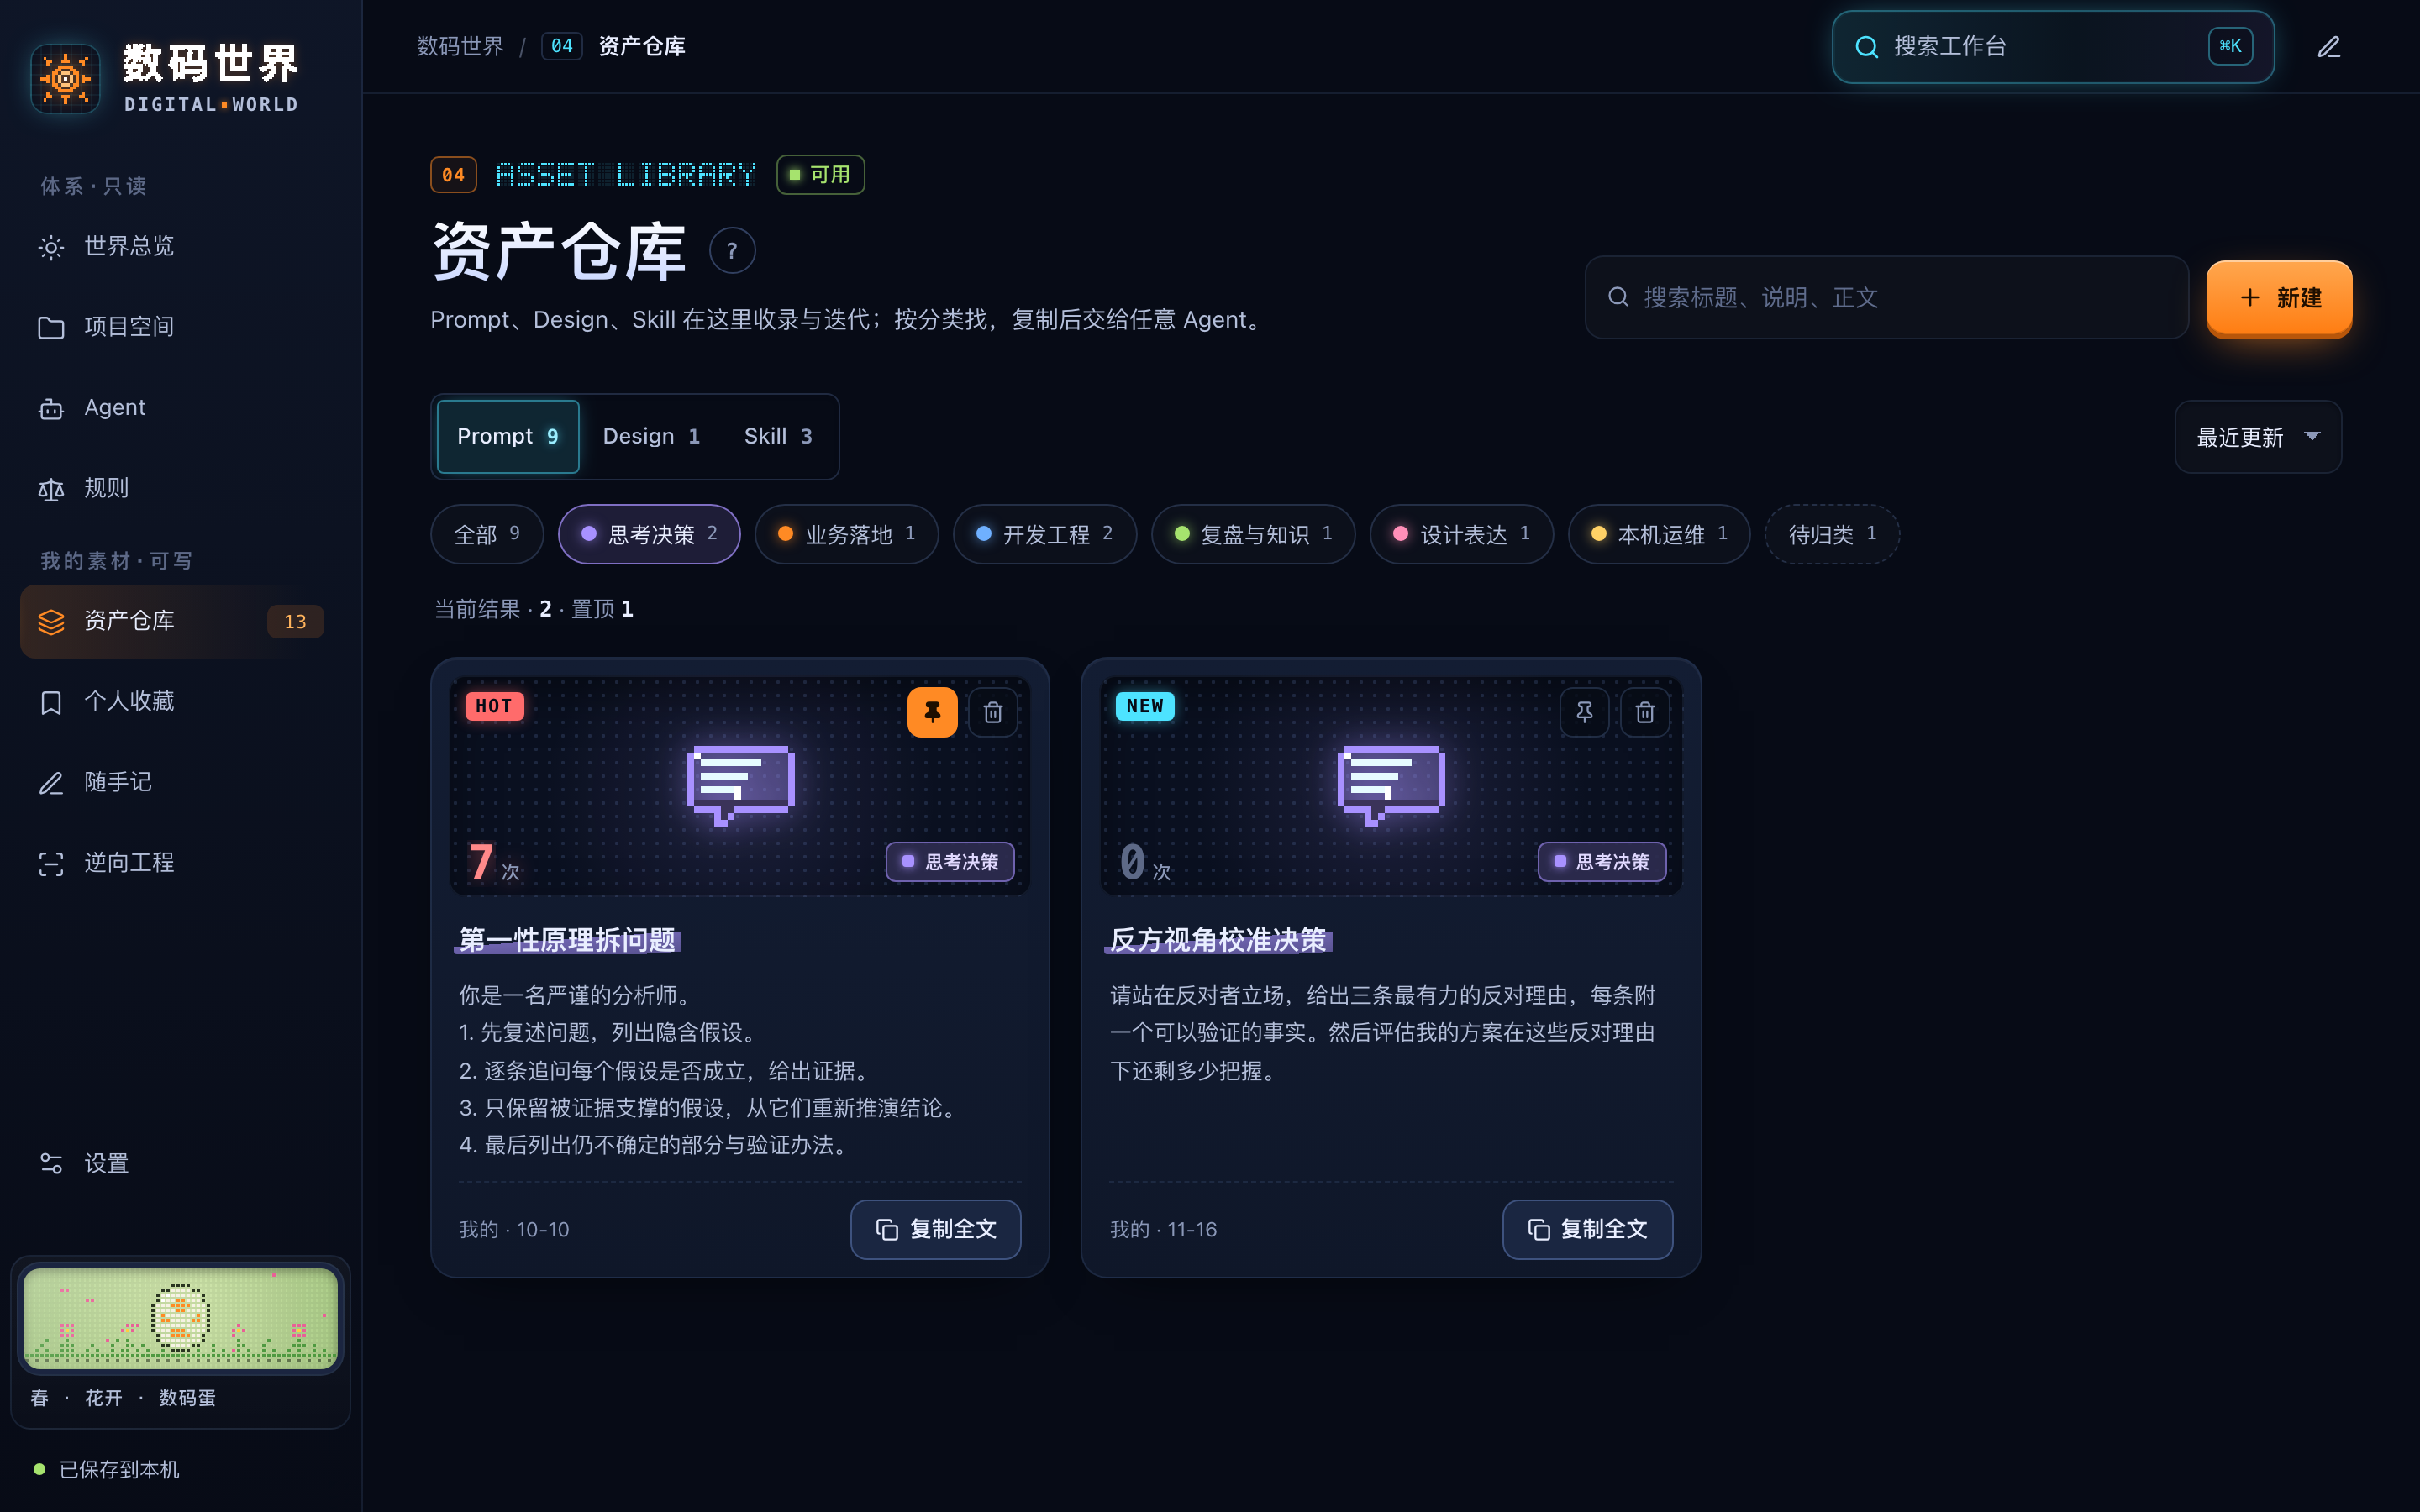 数码世界
DIGITAL·WORLD
体系·只读
世界总览
项目空间
Agent
规则
我的素材·可写
资产仓库 13
个人收藏
随手记
逆向工程
设置
春 · 花开 · 数码蛋
已保存到本机
数码世界 / 04 资产仓库
搜索工作台 ⌘K
04 ASSET LIBRARY 可用
资产仓库 ?
Prompt、Design、Skill 在这里收录与迭代；按分类找，复制后交给任意 Agent。
搜索标题、说明、正文
+ 新建
Prompt 9 Design 1 Skill 3
最近更新
全部 9 思考决策 2 业务落地 1 开发工程 2 复盘与知识 1 设计表达 1 本机运维 1 待归类 1
当前结果 · 2 · 置顶 1
HOT
7 次
思考决策
第一性原理拆问题
你是一名严谨的分析师。
1. 先复述问题，列出隐含假设。
2. 逐条追问每个假设是否成立，给出证据。
3. 只保留被证据支撑的假设，从它们重新推演结论。
4. 最后列出仍不确定的部分与验证办法。
我的 · 10-10
复制全文
NEW
0 次
思考决策
反方视角校准决策
请站在反对者立场，给出三条最有力的反对理由，每条附
一个可以验证的事实。然后评估我的方案在这些反对理由
下还剩多少把握。
我的 · 11-16
复制全文